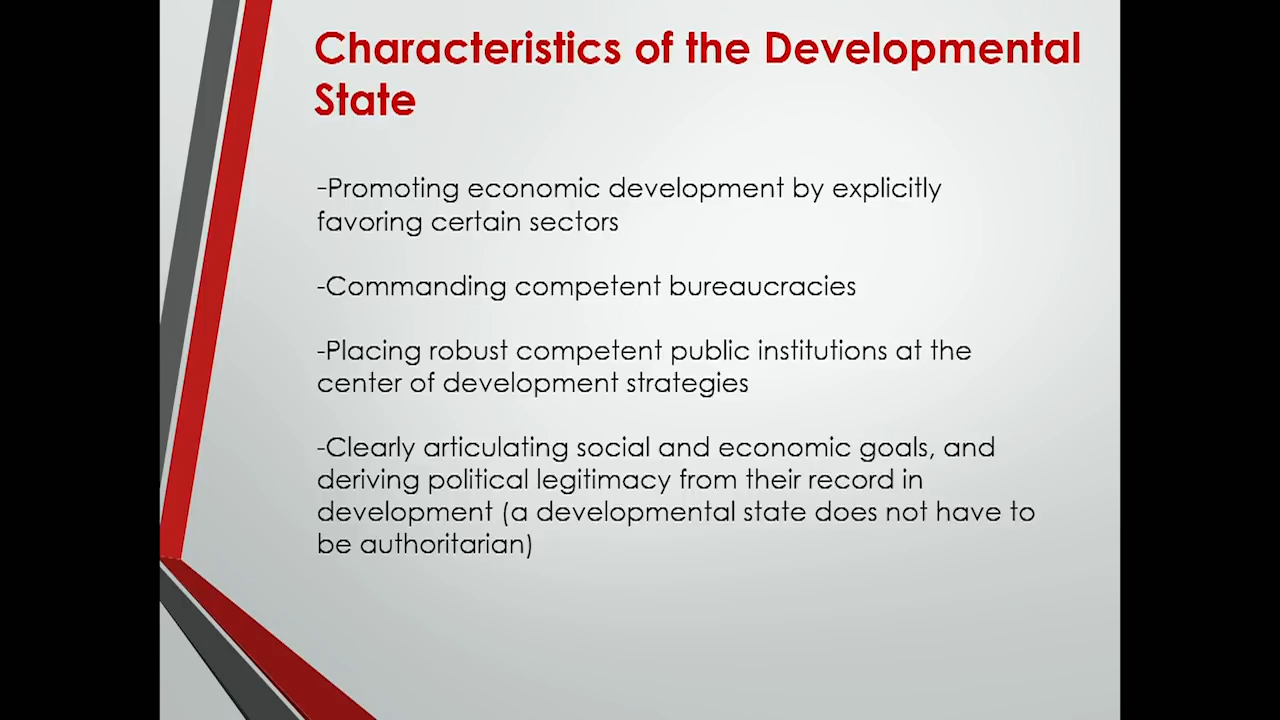 Characteristics of the Developmental
State
-Promoting economic development by explicitly
favoring certain sectors
-Commanding competent bureaucracies
-Placing robust competent public institutions at the
center of development strategies
-Clearly articulating social and economic goals, and
deriving political legitimacy from their record in
development (a developmental state does not have to
be authoritarian)